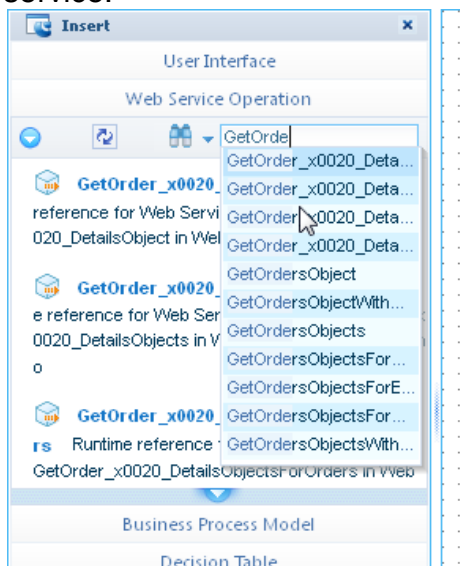 service.
Insert
User Interface
Web Service Operation
GetOrde
GetOrder_x0020_Deta...
GetOrder_x0020_Deta...
GetOrder_x0020_Deta...
GetOrder_x0020_Deta...
GetOrdersObject
GetOrdersObjectWith...
GetOrdersObjects
GetOrdersObjectsFor...
GetOrdersObjectsForE...
GetOrdersObjectsFor...
GetOrdersObjectsWith...
GetOrder_x0020_
reference for Web Servi
020_DetailsObject in Wel
GetOrder_x0020_
e reference for Web Ser
0020_DetailsObjects in V
o
GetOrder_x0020_
rs Runtime reference
GetOrder_x0020_DetailsObjectsForOrders in Web
Business Process Model
Decision Table